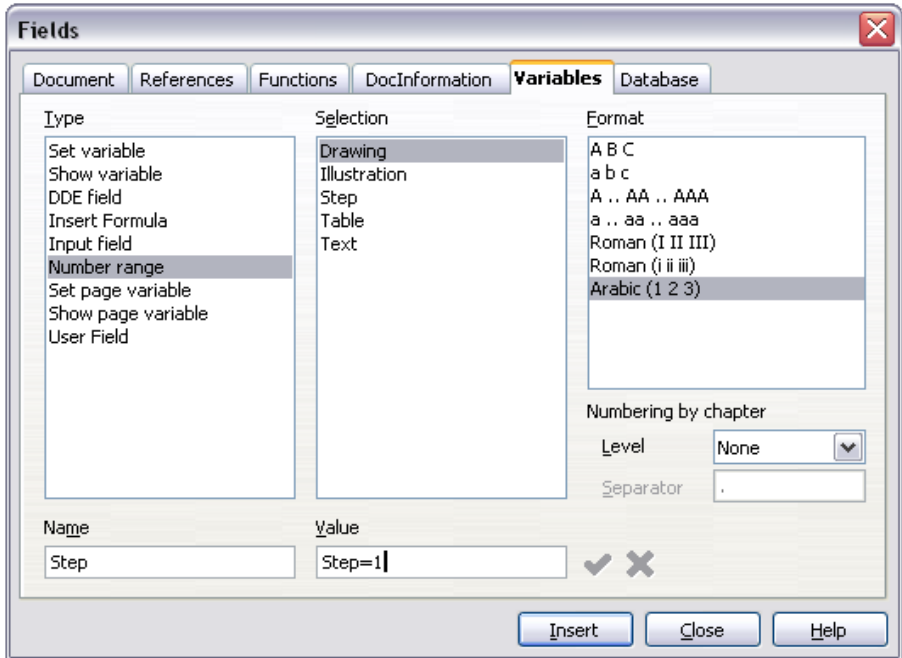 Fields
Document References Functions DocInformation Variables Database
Type
Set variable
Show variable
DDE field
Insert Formula
Input field
Number range
Set page variable
Show page variable
User Field
Selection
Drawing
Illustration
Step
Table
Text
Format
A B C
a b c
A .. AA .. AAA
a .. aa .. aaa
Roman (I II III)
Roman (i ii iii)
Arabic (1 2 3)
Numbering by chapter
Level None
Separator .
Name
Step
Value
Step=1
Insert Close Help